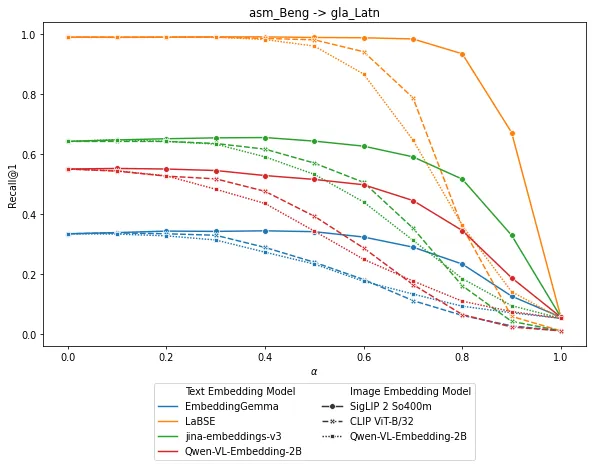 asm_Beng -> gla_Latn
Recall@1
1.0
0.8
0.6
0.4
0.2
0.0
0.0 0.2 0.4 0.6 0.8 1.0
α
Text Embedding Model Image Embedding Model
EmbeddingGemma SigLIP 2 So400m
LaBSE CLIP ViT-B/32
jina-embeddings-v3 Qwen-VL-Embedding-2B
Qwen-VL-Embedding-2B